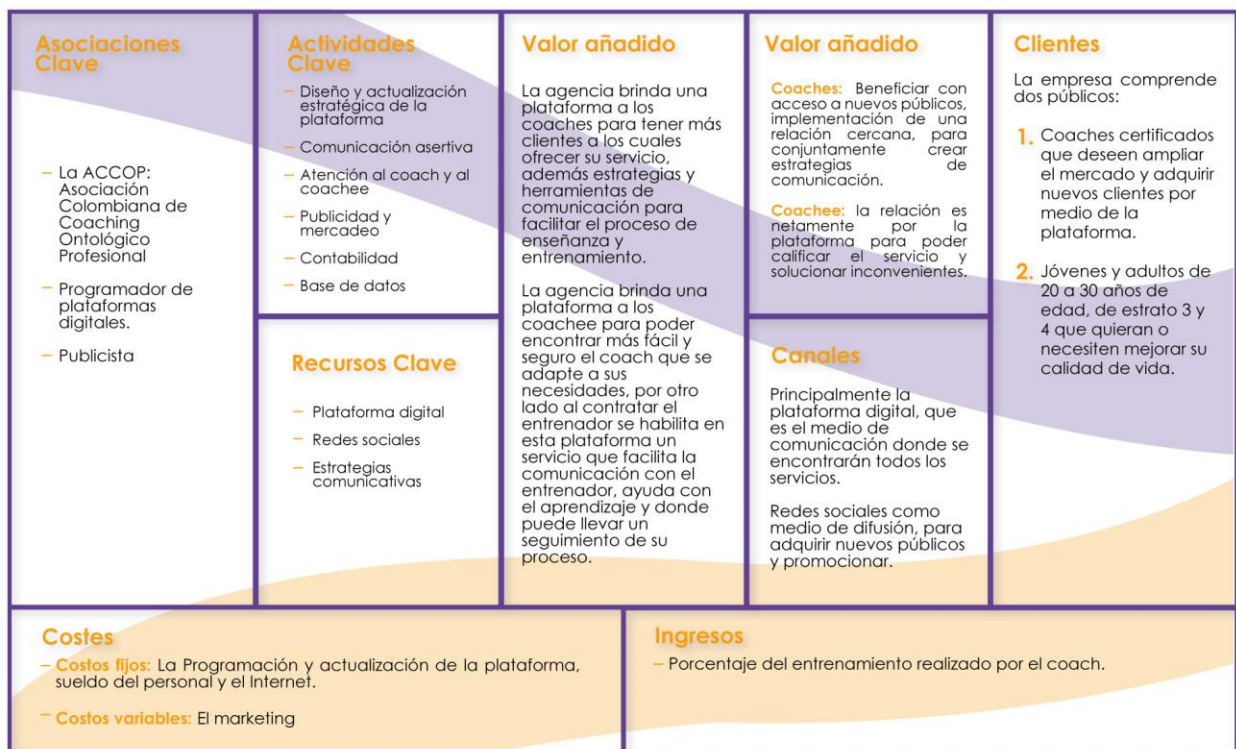 Asociaciones
Clave
– La ACCOP:
Asociación
Colombiana de
Coaching
Ontológico
Profesional
– Programador de
plataformas
digitales.
– Publicista
Actividades
Clave
– Diseño y actualización
estratégica de la
plataforma
– Comunicación asertiva
– Atención al coach y al
coachee
– Publicidad y
mercadeo
– Contabilidad
– Base de datos
Recursos Clave
– Plataforma digital
– Redes sociales
– Estrategias
comunicativas
Valor añadido
La agencia brinda una
plataforma a los
coaches para tener más
clientes a los cuales
ofrecer su servicio,
además estrategias y
herramientas de
comunicación para
facilitar el proceso de
enseñanza y
entrenamiento.
La agencia brinda una
plataforma a los
coachee para poder
encontrar más fácil y
seguro el coach que se
adapte a sus
necesidades, por otro
lado al contratar el
entrenador se habilita en
esta plataforma un
servicio que facilita la
comunicación con el
entrenador, ayuda con
el aprendizaje y donde
puede llevar un
seguimiento de su
proceso.
Valor añadido
Coaches: Beneficiar con
acceso a nuevos públicos,
implementación de una
relación cercana, para
conjuntamente crear
estrategias de
comunicación.
Coachee: la relación es
netamente por la
plataforma para poder
calificar el servicio y
solucionar inconvenientes.
Canales
Principalmente la
plataforma digital, que
es el medio de
comunicación donde se
encontrarán todos los
servicios.
Redes sociales como
medio de difusión, para
adquirir nuevos públicos
y promocionar.
Clientes
La empresa comprende
dos públicos:
1. Coaches certificados
que deseen ampliar
el mercado y adquirir
nuevos clientes por
medio de la
plataforma.
2. Jóvenes y adultos de
20 a 30 años de
edad, de estrato 3 y
4 que quieran o
necesiten mejorar su
calidad de vida.
Costes
– Costos fijos: La Programación y actualización de la plataforma,
sueldo del personal y el Internet.
– Costos variables: El marketing
Ingresos
– Porcentaje del entrenamiento realizado por el coach.